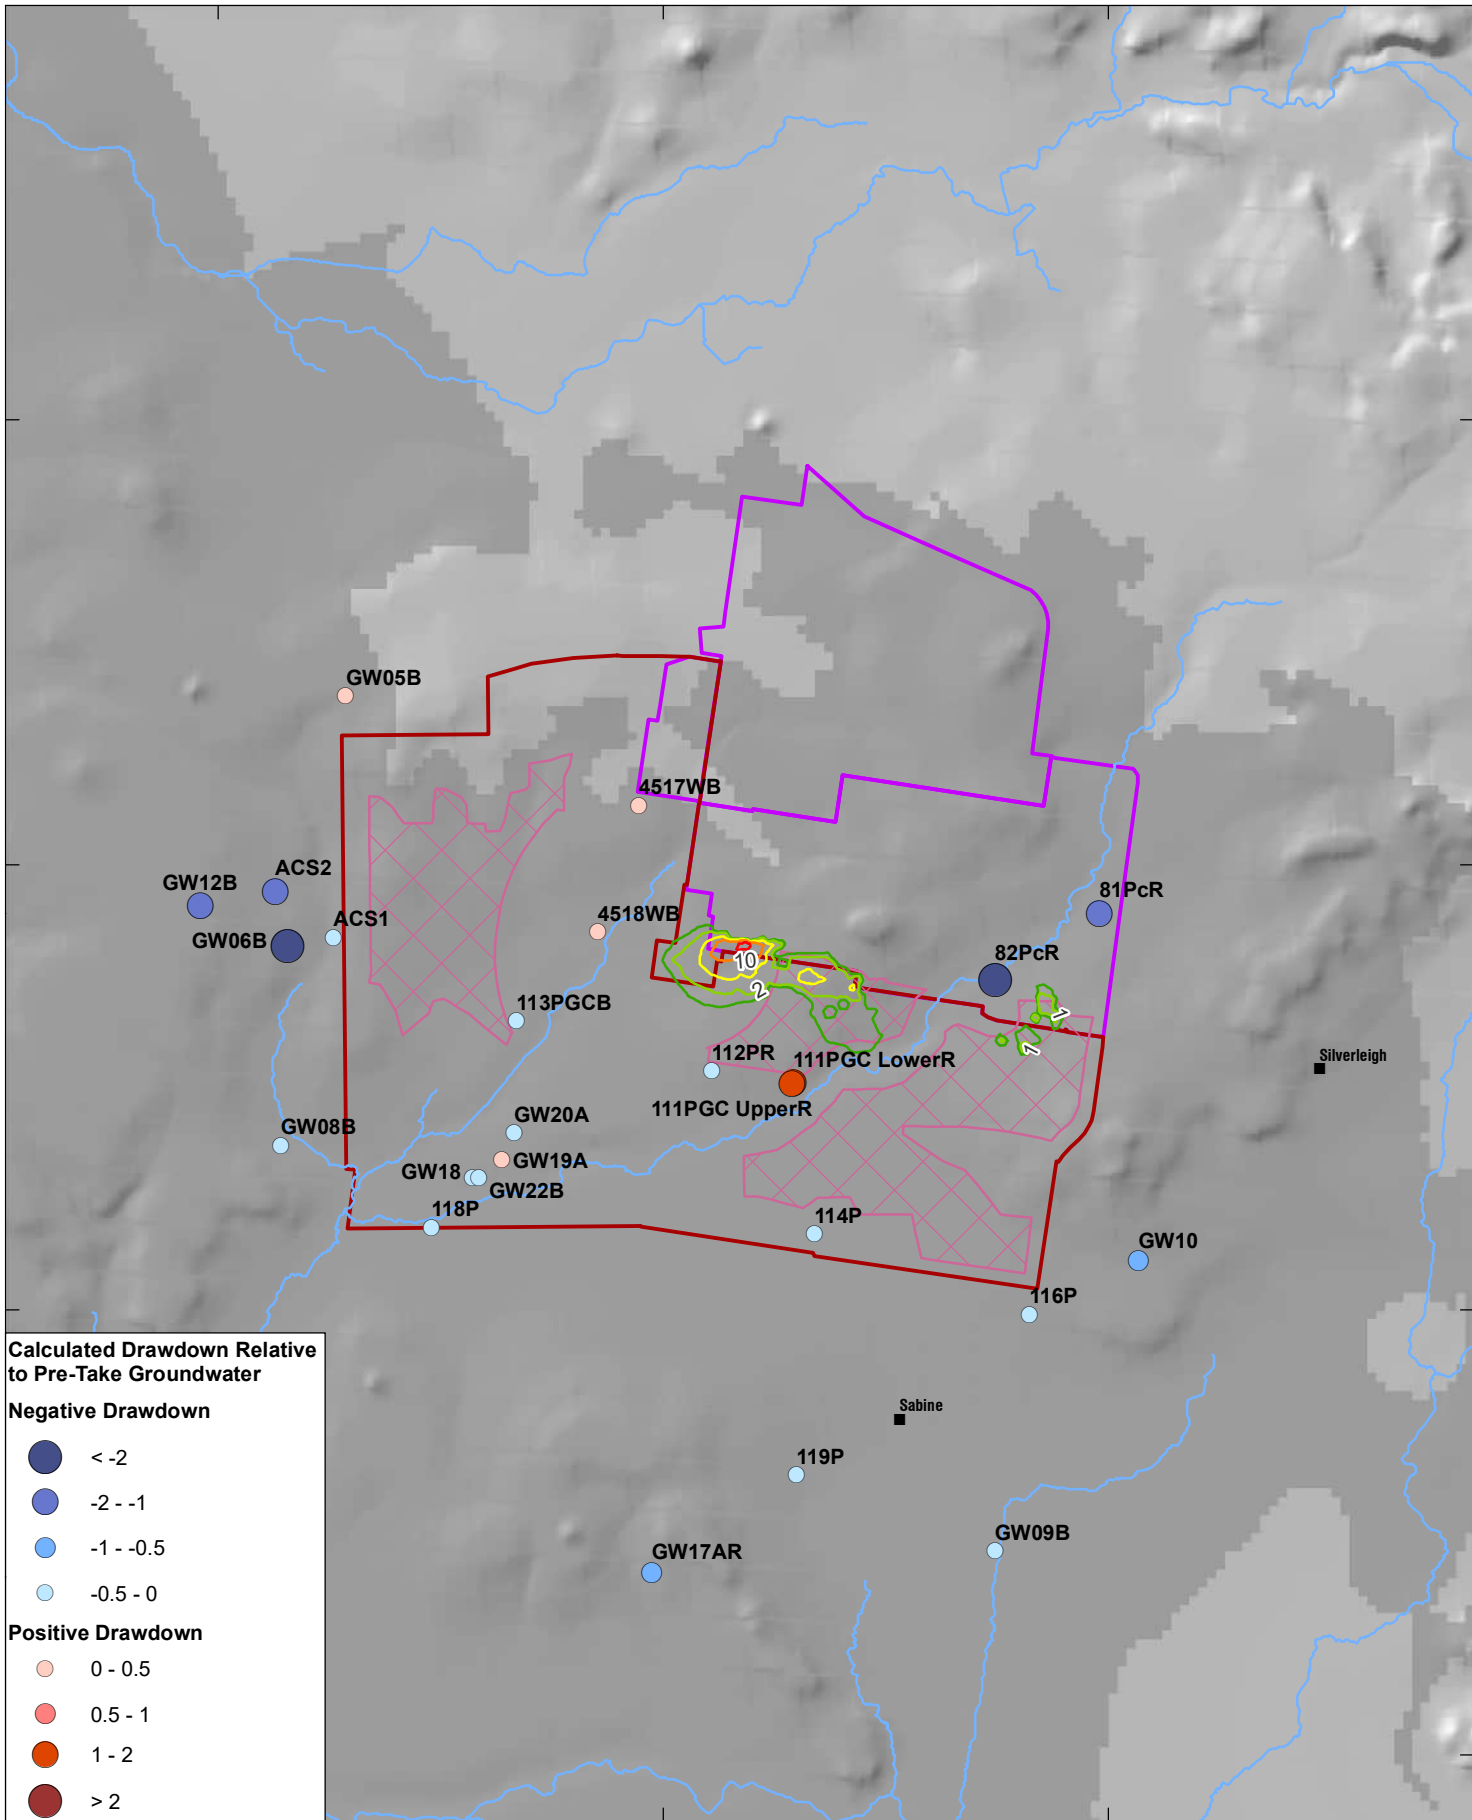 GW05B
4517WB
ACS2
GW12B
81PcR
ACS1
4518WB
GW06B
82PcR
10
2
113PGCB
1
1
112PR
111PGC LowerR
Silverleigh
111PGC UpperR
GW20A
GW08B
GW19A
GW18
GW22B
118P
114P
GW10
116P
Sabine
119P
GW09B
GW17AR
Calculated Drawdown Relative
to Pre-Take Groundwater
Negative Drawdown
< -2
-2 - -1
-1 - -0.5
-0.5 - 0
Positive Drawdown
0 - 0.5
0.5 - 1
1 - 2
> 2